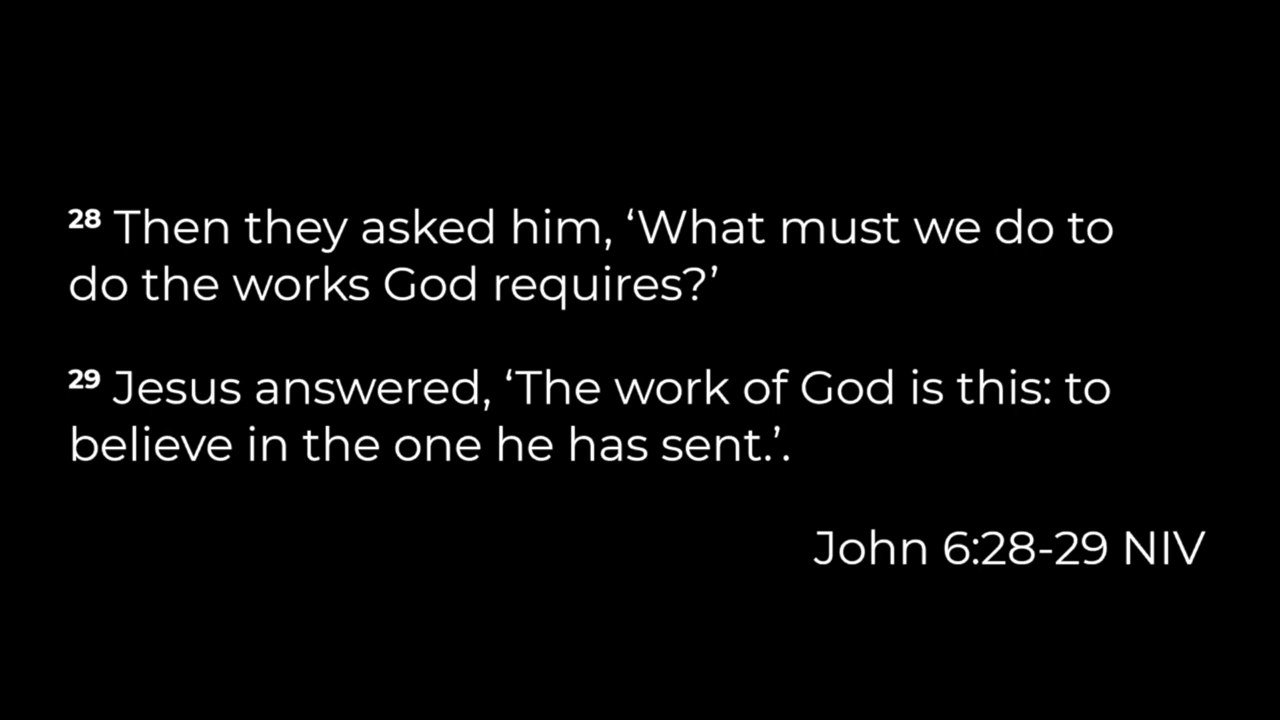 28 Then they asked him, ‘What must we do to
do the works God requires?’
29 Jesus answered, ‘The work of God is this: to
believe in the one he has sent.’.
John 6:28-29 NIV